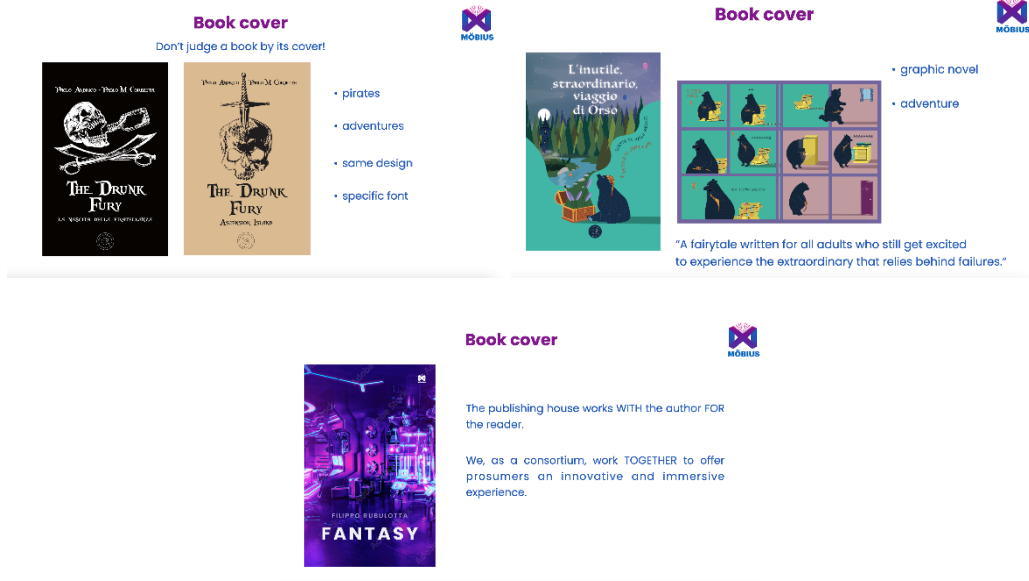 Book cover
MÖBIUS
Don't judge a book by its cover!
THE DRUNK
FURY
THE DRUNK
FURY
ASCENSION ISLAND
• pirates
• adventures
• same design
• specific font
Book cover
MÖBIUS
L'inutile,
straordinario,
viaggio
di Orso
• graphic novel
• adventure
"A fairytale written for all adults who still get excited
to experience the extraordinary that relies behind failures."
Book cover
MÖBIUS
FILIPPO RUBULOTTA
FANTASY
The publishing house works WITH the author FOR
the reader.
We, as a consortium, work TOGETHER to offer
prosumers an innovative and immersive
experience.